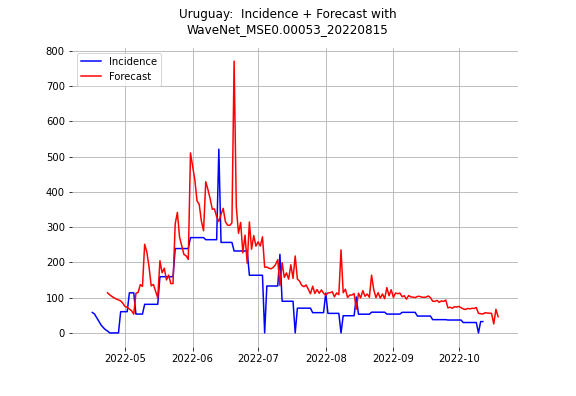 Uruguay:  Incidence + Forecast with
WaveNet_MSE0.00053_20220815
800
700
600
500
400
300
200
100
0
Incidence
Forecast
2022-05 2022-06 2022-07 2022-08 2022-09 2022-10